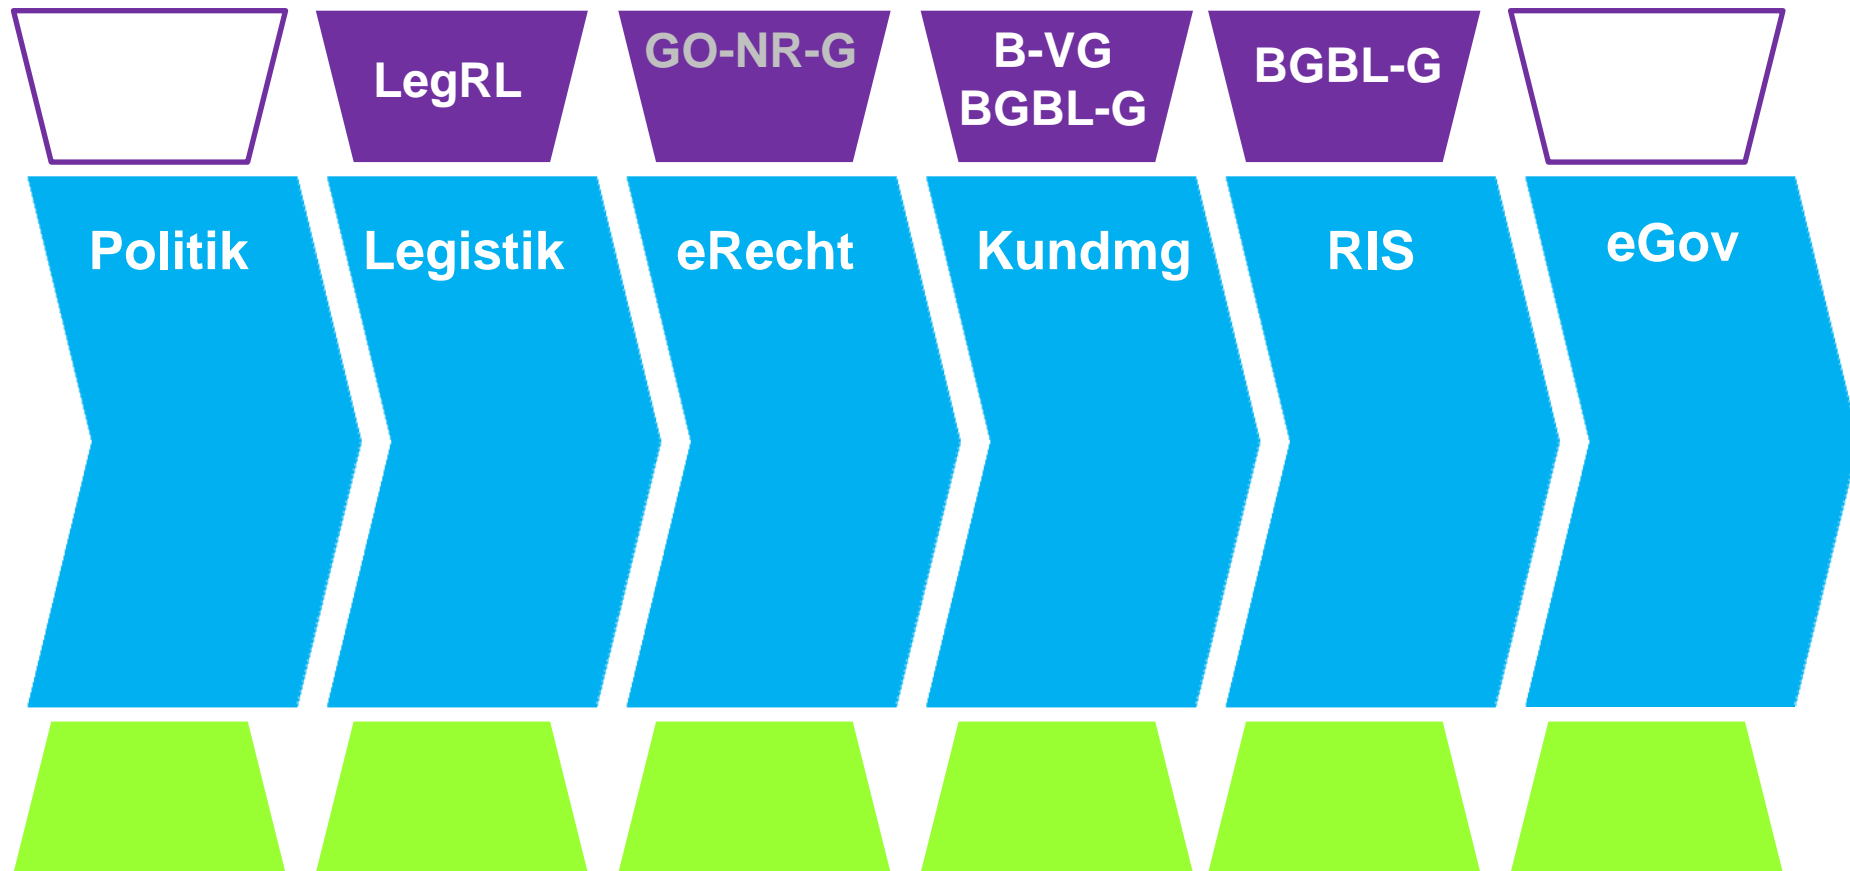 LegRL
GO-NR-G
B-VG
BGBL-G
BGBL-G
Politik
Legistik
eRecht
Kundmg
RIS
eGov